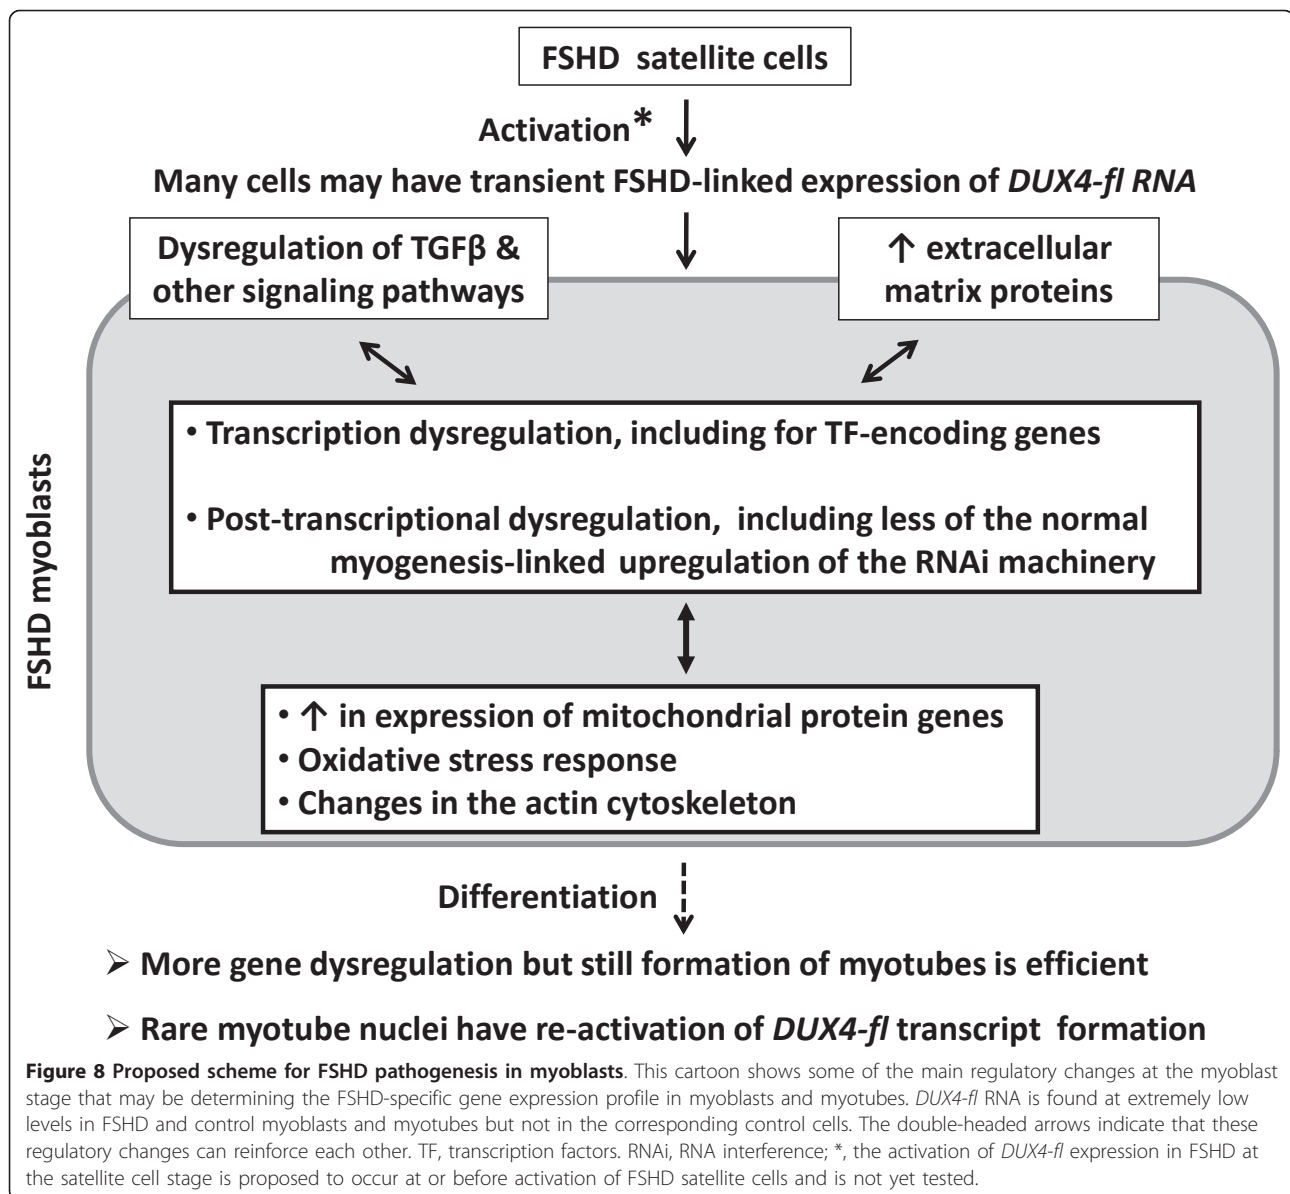 FSHD satellite cells
Activation*
Many cells may have transient FSHD-linked expression of DUX4-fl RNA
Dysregulation of TGFβ &
other signaling pathways
↑ extracellular
matrix proteins
FSHD myoblasts
• Transcription dysregulation, including for TF-encoding genes
• Post-transcriptional dysregulation, including less of the normal
myogenesis-linked upregulation of the RNAi machinery
• ↑ in expression of mitochondrial protein genes
• Oxidative stress response
• Changes in the actin cytoskeleton
Differentiation
➢ More gene dysregulation but still formation of myotubes is efficient
➢ Rare myotube nuclei have re-activation of DUX4-fl transcript formation
Figure 8 Proposed scheme for FSHD pathogenesis in myoblasts. This cartoon shows some of the main regulatory changes at the myoblast
stage that may be determining the FSHD-specific gene expression profile in myoblasts and myotubes. DUX4-fl RNA is found at extremely low
levels in FSHD and control myoblasts and myotubes but not in the corresponding control cells. The double-headed arrows indicate that these
regulatory changes can reinforce each other. TF, transcription factors. RNAi, RNA interference; *, the activation of DUX4-fl expression in FSHD at
the satellite cell stage is proposed to occur at or before activation of FSHD satellite cells and is not yet tested.